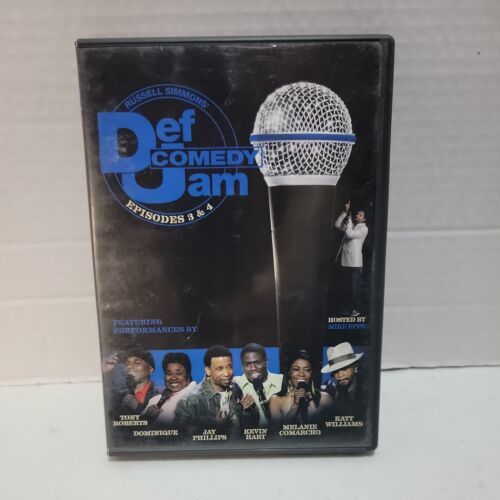 RUSSELL SIMMONS'
Def
COMEDY
Jam
EPISODES 3 & 4
FEATURING
PERFORMANCES BY:
HOSTED BY
MIKE EPPS
TONY
ROBERTS
DOMINIQUE
JAY
PHILLIPS
KEVIN
HART
MELANIE
COMARCHO
KATT
WILLIAMS